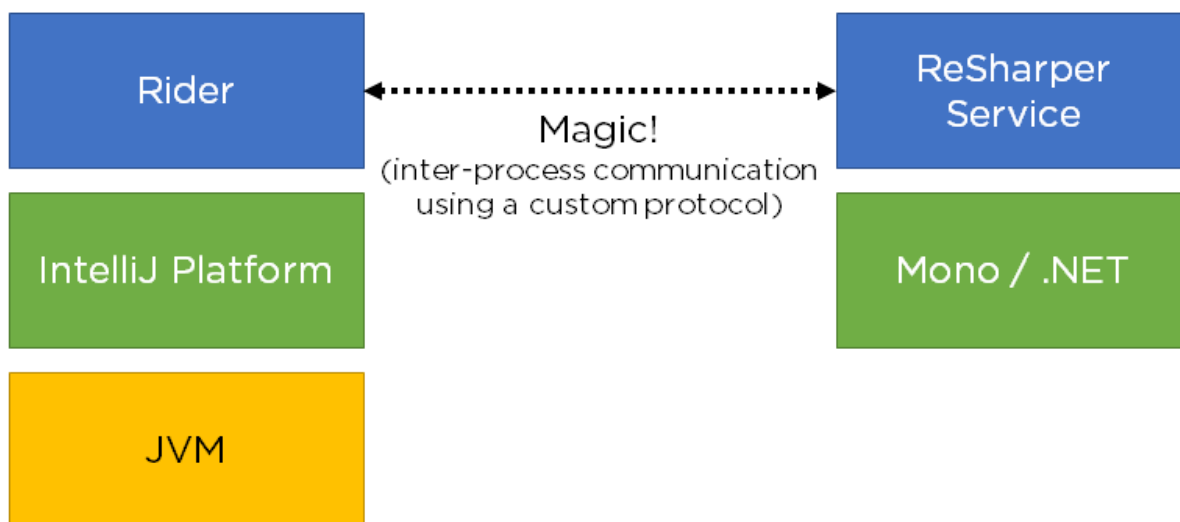 Rider
ReSharper
Service
Magic!
(inter-process communication
using a custom protocol)
IntelliJ Platform
Mono / .NET
JVM